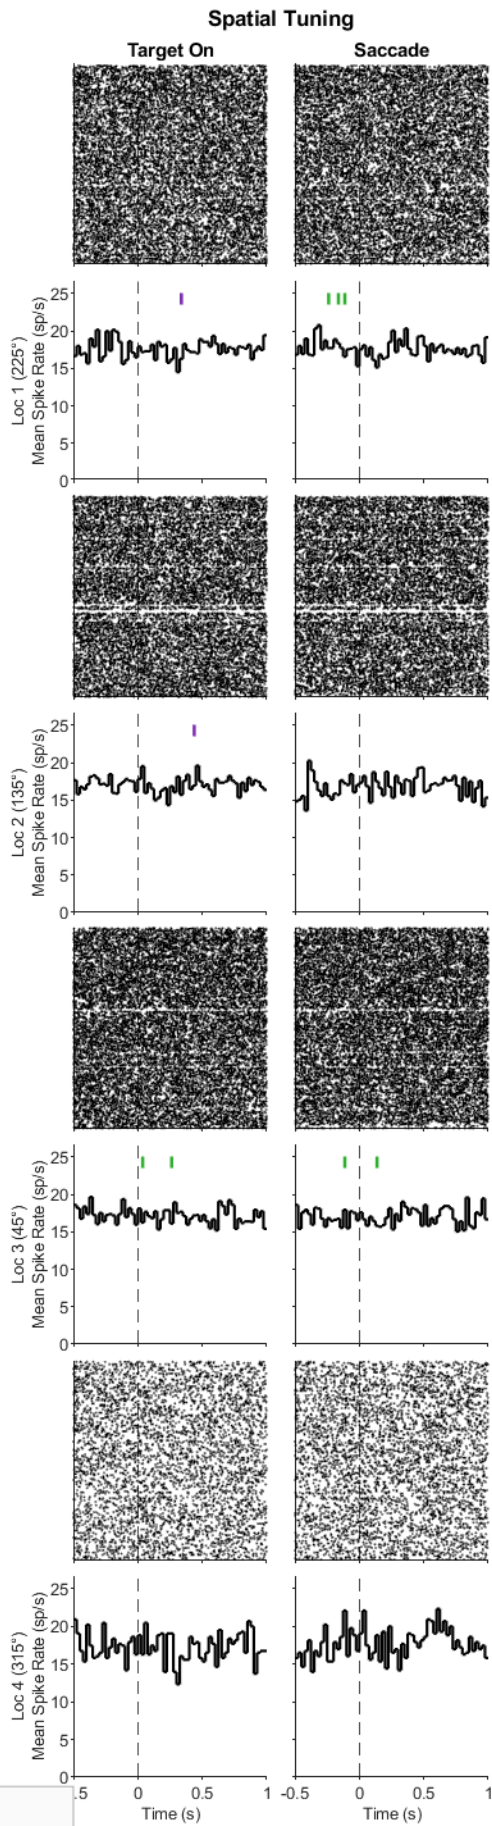 Spatial Tuning
Target On
Saccade
25
20
15
10
5
0
Loc 1 (225°)
Mean Spike Rate (sp/s)
25
20
15
10
5
0
Loc 2 (135°)
Mean Spike Rate (sp/s)
25
20
15
10
5
0
Loc 3 (45°)
Mean Spike Rate (sp/s)
25
20
15
10
5
0
Loc 4 (315°)
Mean Spike Rate (sp/s)
.5 0 0.5 1
-0.5 0 0.5 1
Time (s)
Time (s)